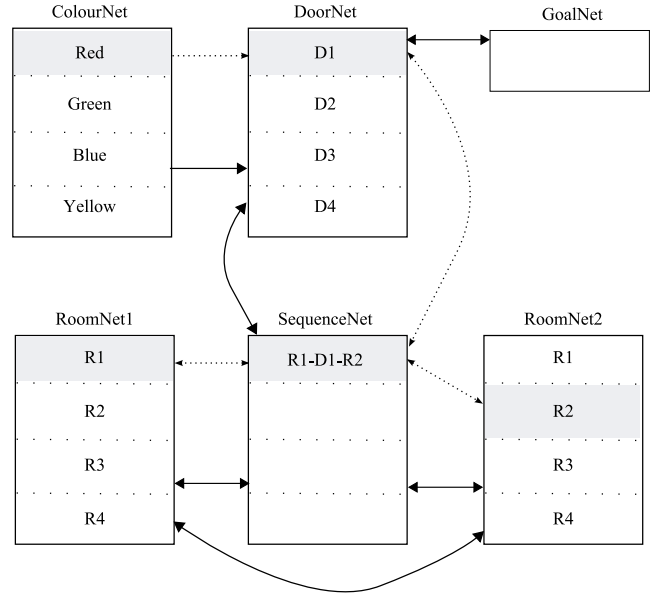 ColourNet
DoorNet
GoalNet
Red
D1
Green
D2
Blue
D3
Yellow
D4
RoomNet1
SequenceNet
RoomNet2
R1
R1-D1-R2
R1
R2
R2
R3
R3
R4
R4